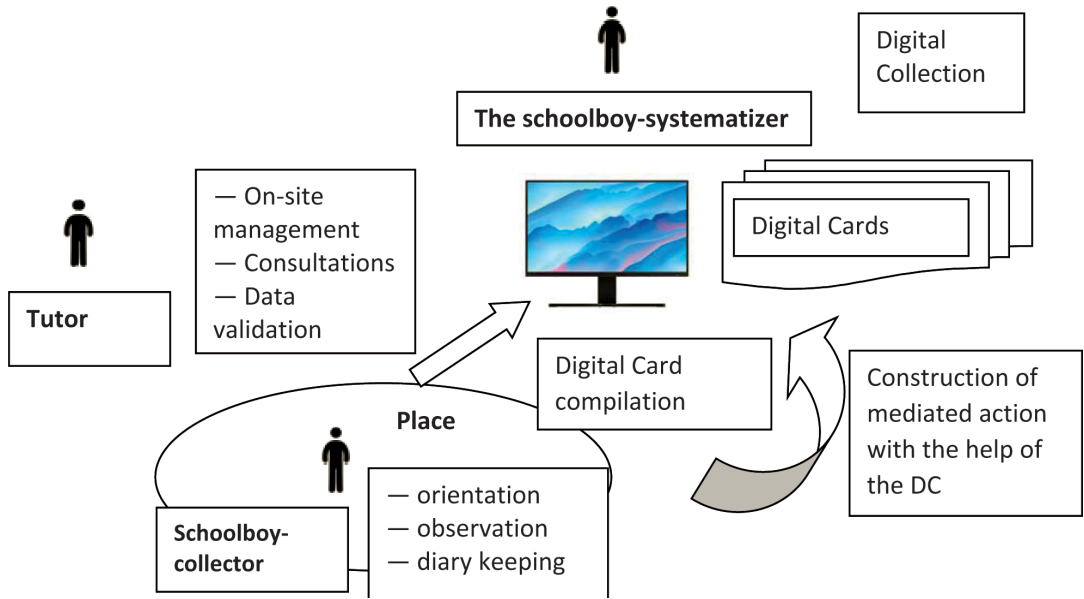 Digital
Collection
The schoolboy-systematizer
— On-site
management
— Consultations
— Data
validation
Digital Cards
Tutor
Digital Card
compilation
Construction of
mediated action
with the help of
the DC
Place
— orientation
— observation
— diary keeping
Schoolboy-
collector